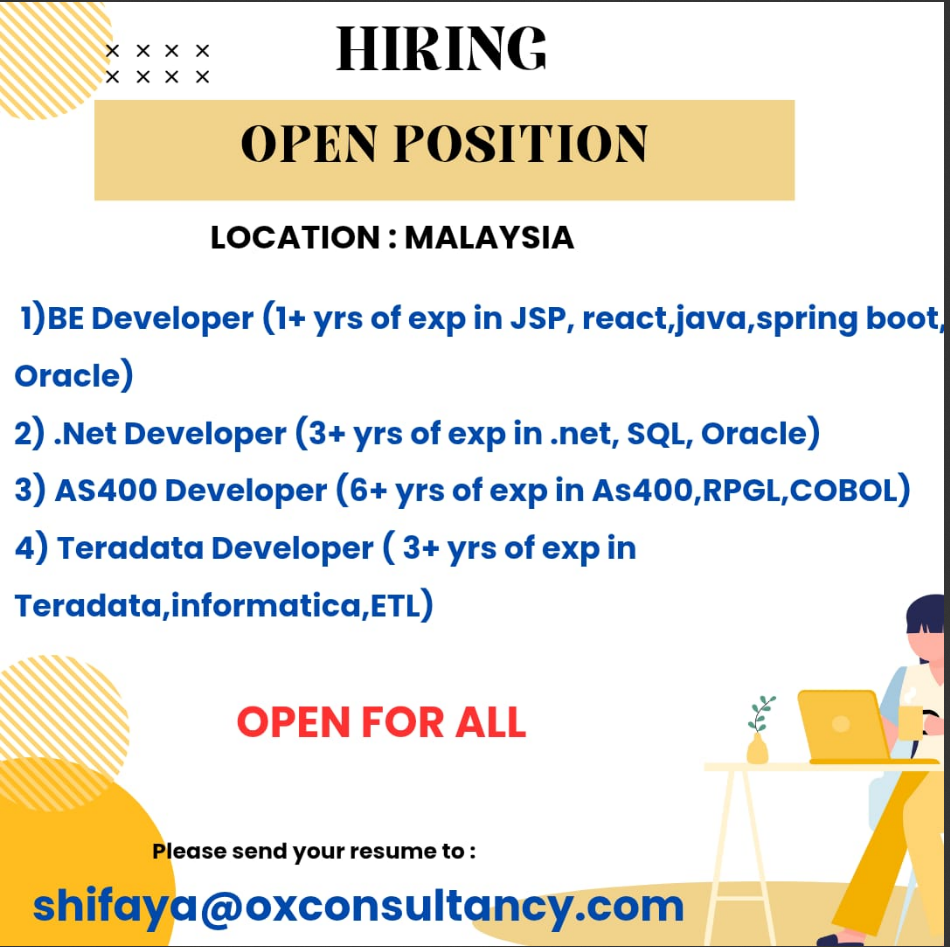 HIRING
OPEN POSITION
LOCATION : MALAYSIA
1)BE Developer (1+ yrs of exp in JSP, react,java,spring boot,
Oracle)
2) .Net Developer (3+ yrs of exp in .net, SQL, Oracle)
3) AS400 Developer (6+ yrs of exp in As400,RPGL,COBOL)
4) Teradata Developer ( 3+ yrs of exp in
Teradata,informatica,ETL)
OPEN FOR ALL
Please send your resume to :
shifaya@oxconsultancy.com